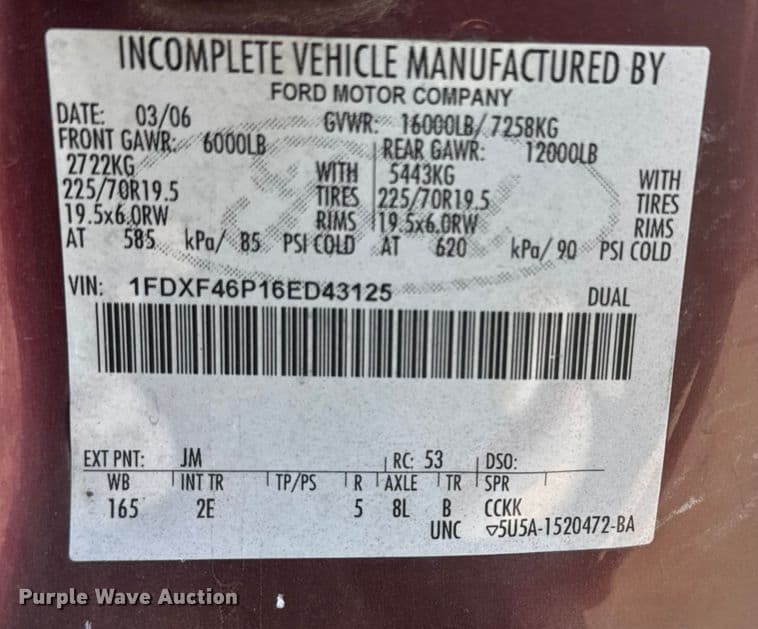 INCOMPLETE VEHICLE MANUFACTURED BY
FORD MOTOR COMPANY
DATE: 03/06 GVWR: 16000LB/ 7258KG
FRONT GAWR: 6000LB REAR GAWR: 12000LB
2722KG WITH 5443KG WITH
225/70R19.5 TIRES 225/70R19.5 TIRES
19.5x6.0RW RIMS 19.5x6.0RW RIMS
AT 585 kPa/ 85 PSI COLD AT 620 kPa/ 90 PSI COLD
VIN: 1FDXF46P16ED43125 DUAL
EXT PNT: JM RC: 53 DSO:
WB INT TR TP/PS R AXLE TR SPR
165 2E 5 8L B CCKK
UNC ▽5U5A-1520472-BA
Purple Wave Auction